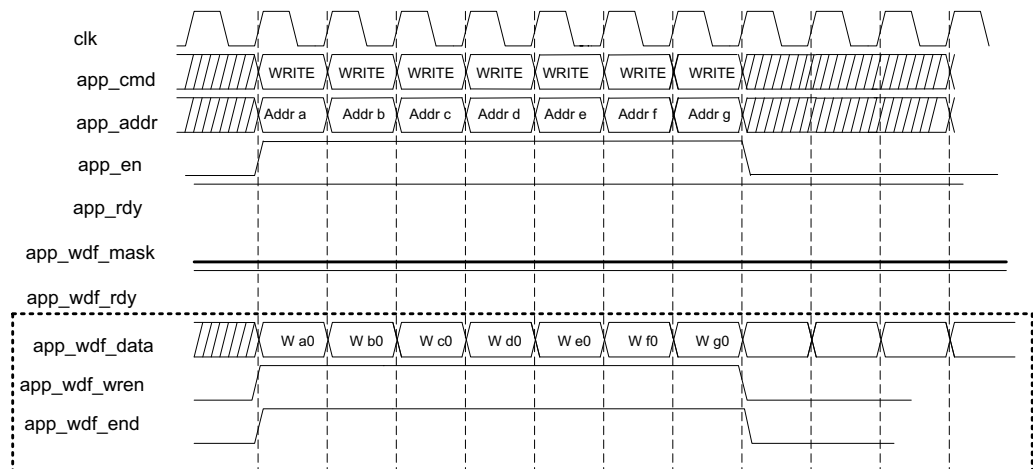 clk
app_cmd WRITE WRITE WRITE WRITE WRITE WRITE WRITE
app_addr Addr a Addr b Addr c Addr d Addr e Addr f Addr g
app_en
app_rdy
app_wdf_mask
app_wdf_rdy
app_wdf_data W a0 W b0 W c0 W d0 W e0 W f0 W g0
app_wdf_wren
app_wdf_end